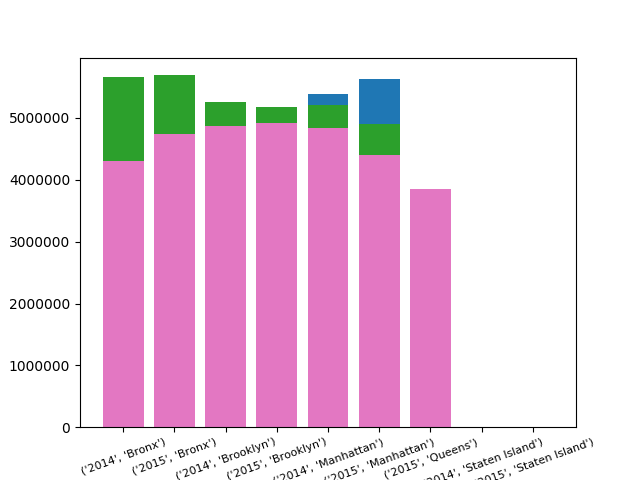 5000000
4000000
3000000
2000000
1000000
0
('2014', 'Bronx')
('2015', 'Bronx')
('2014', 'Brooklyn')
('2015', 'Brooklyn')
('2014', 'Manhattan')
('2015', 'Manhattan')
('2015', 'Queens')
'2014', 'Staten Island')
'Staten Island')